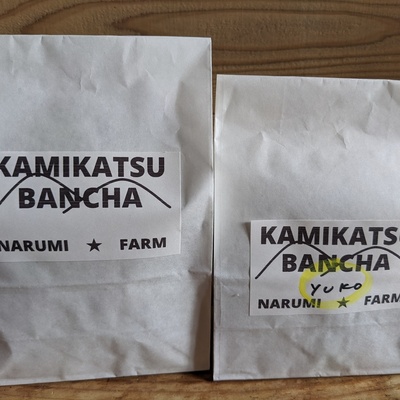 KAMIKATSU
BANCHA
NARUMI ★ FARM
KAMIKATSU
BANCHA
YUKO
NARUMI ★ FARM